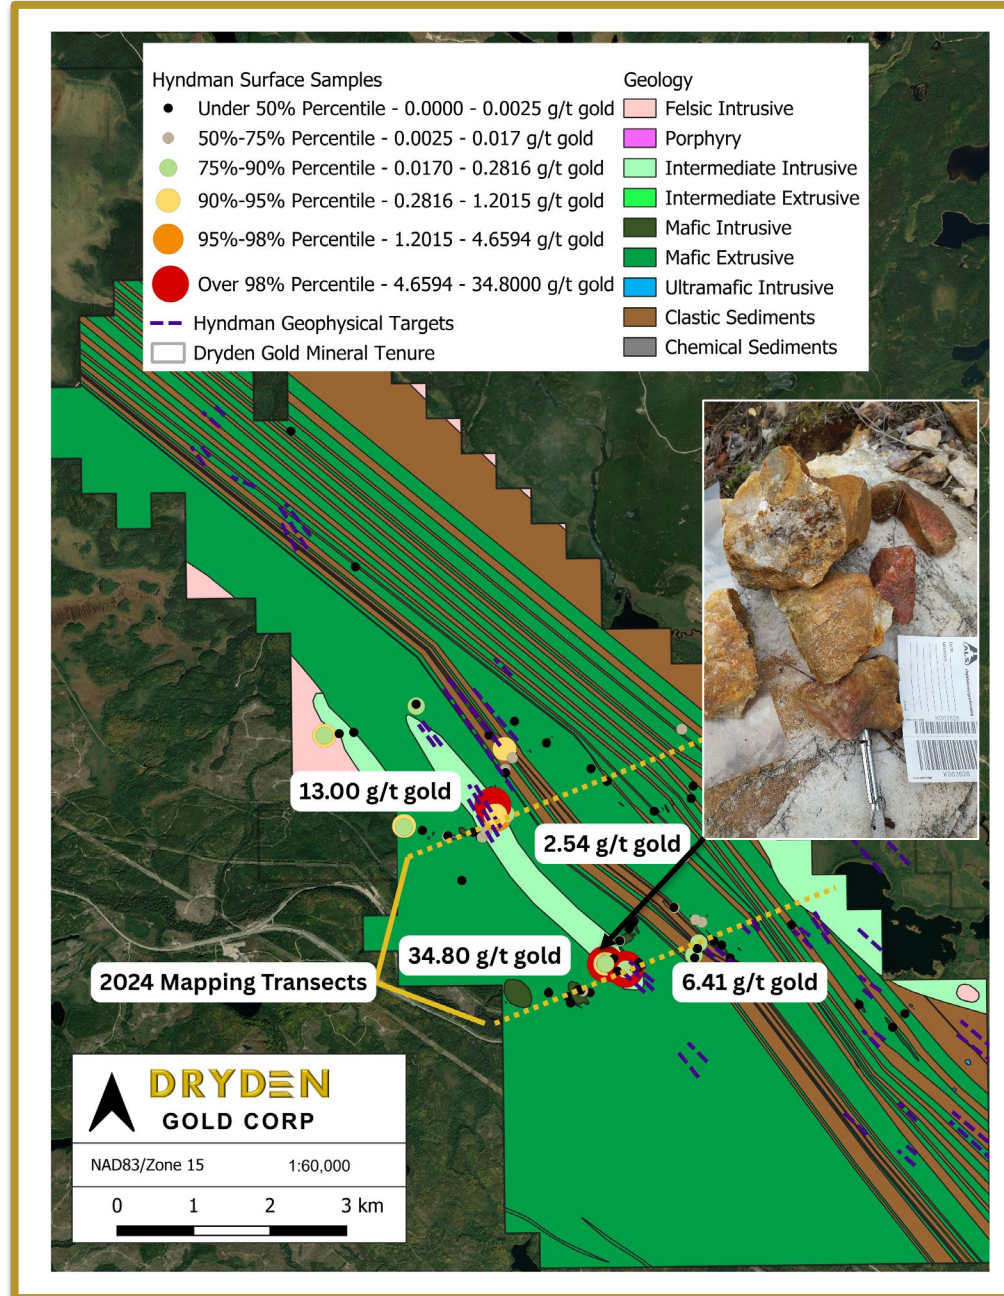 Hyndman Surface Samples
Under 50% Percentile - 0.0000 - 0.0025 g/t gold
50%-75% Percentile - 0.0025 - 0.017 g/t gold
75%-90% Percentile - 0.0170 - 0.2816 g/t gold
90%-95% Percentile - 0.2816 - 1.2015 g/t gold
95%-98% Percentile - 1.2015 - 4.6594 g/t gold
Over 98% Percentile - 4.6594 - 34.8000 g/t gold
Hyndman Geophysical Targets
Dryden Gold Mineral Tenure
Geology
Felsic Intrusive
Porphyry
Intermediate Intrusive
Intermediate Extrusive
Mafic Intrusive
Mafic Extrusive
Ultramafic Intrusive
Clastic Sediments
Chemical Sediments
ALS
K003626
K003626
13.00 g/t gold
2.54 g/t gold
34.80 g/t gold
6.41 g/t gold
2024 Mapping Transects
DRYDEN
GOLD CORP
NAD83/Zone 15 1:60,000
0 1 2 3 km